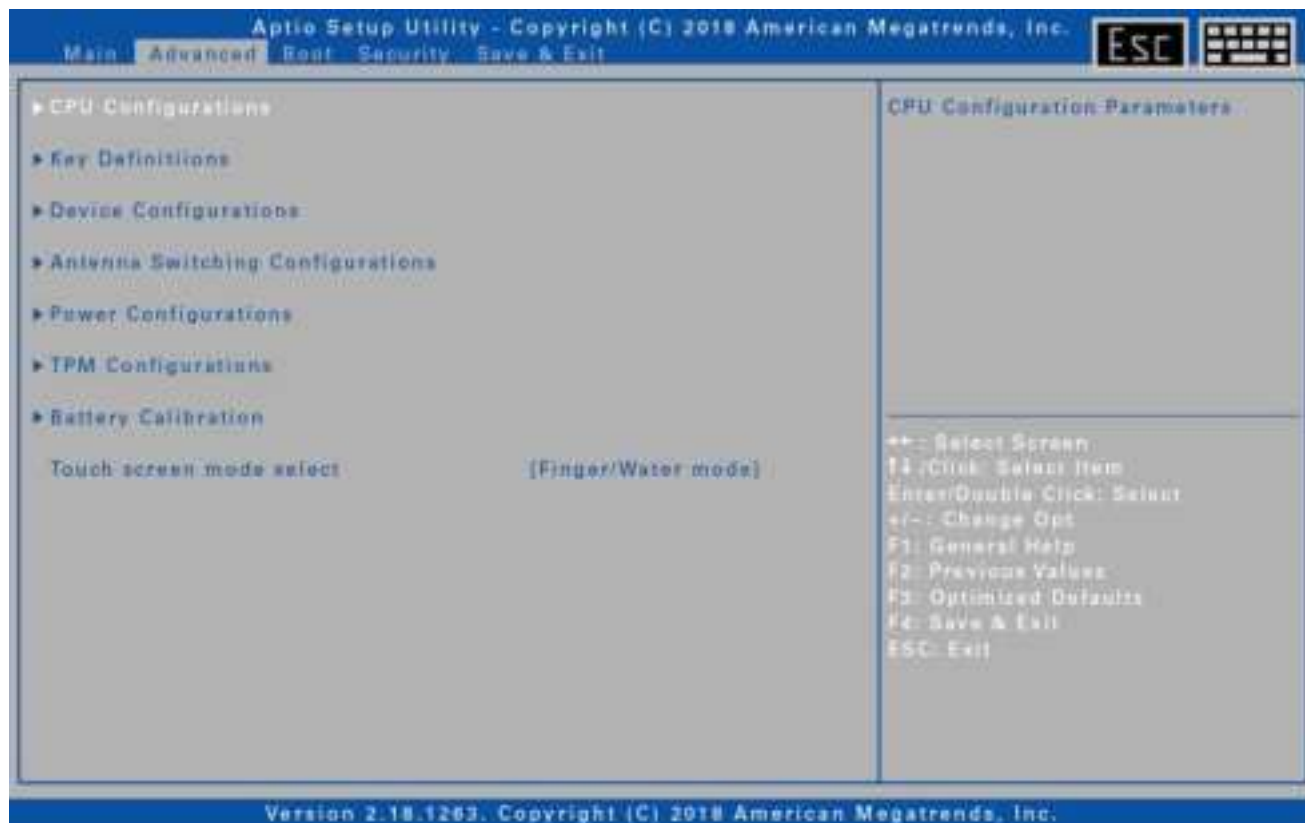 Aptio Setup Utility - Copyright (C) 2018 American Megatrends, Inc.
Esc
Main Advanced Boot Security Save & Exit
►CPU Configurations
►Key Definitiions
►Device Configurations
►Antenna Switching Configurations
►Power Configurations
►TPM Configurations
►Battery Calibration
Touch screen mode select [Finger/Water mode]
CPU Configuration Parameters
↔: Select Screen
↑↓/Click: Select Item
Enter/Double Click: Select
+/-: Change Opt
F1: General Help
F2: Previous Values
F3: Optimized Defaults
F4: Save & Exit
ESC: Exit
Version 2.18.1263. Copyright (C) 2018 American Megatrends, Inc.